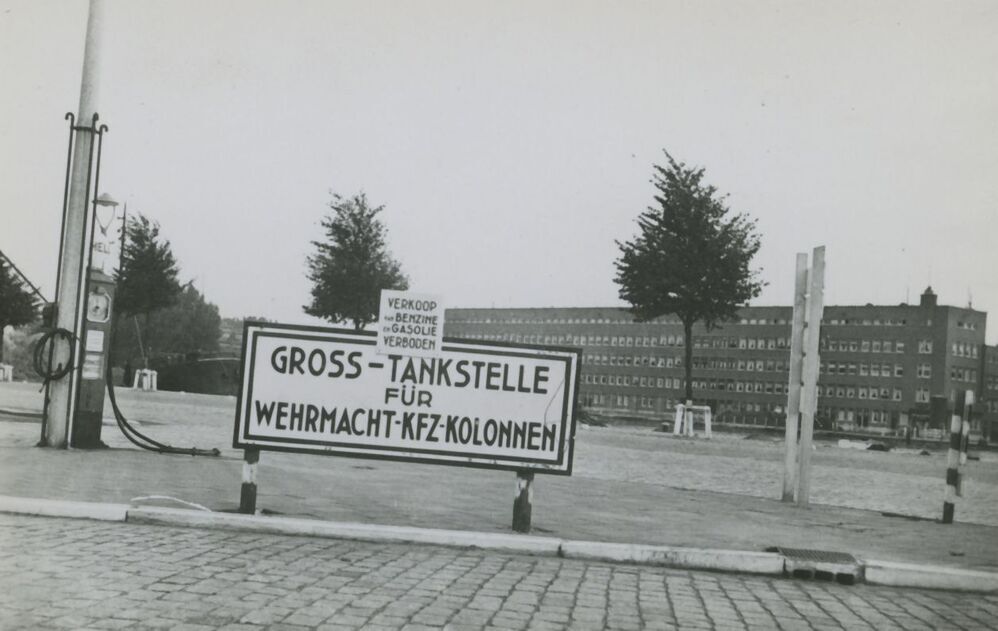 VERKOOP
van BENZINE
en GASOLIE
VERBODEN
GROSS-TANKSTELLE
FÜR
WEHRMACHT-KFZ-KOLONNEN